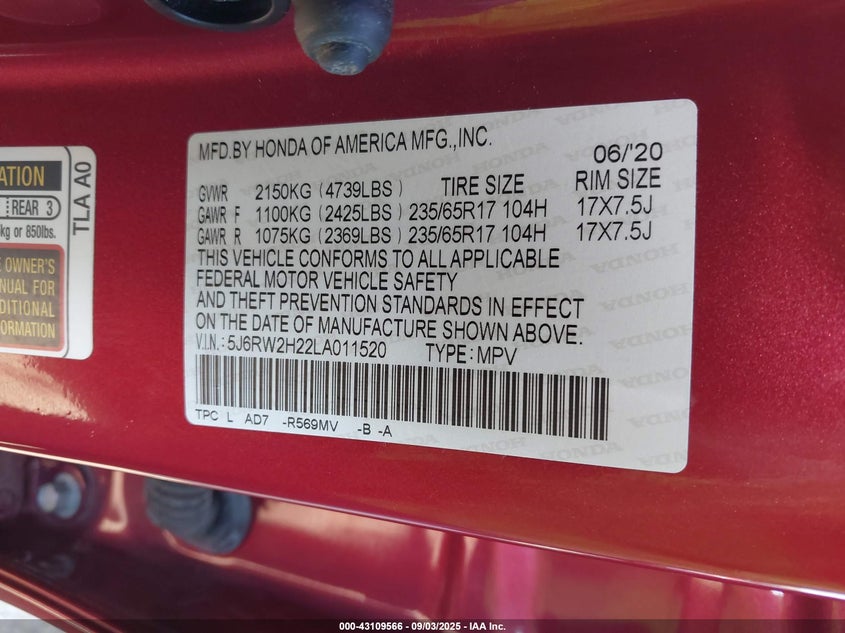 MFD.BY HONDA OF AMERICA MFG.,INC. 06/'20
GVWR 2150KG (4739LBS) TIRE SIZE RIM SIZE
GAWR F 1100KG (2425LBS) 235/65R17 104H 17X7.5J
GAWR R 1075KG (2369LBS) 235/65R17 104H 17X7.5J
THIS VEHICLE CONFORMS TO ALL APPLICABLE
FEDERAL MOTOR VEHICLE SAFETY
AND THEFT PREVENTION STANDARDS IN EFFECT
ON THE DATE OF MANUFACTURE SHOWN ABOVE.
V.I.N.: 5J6RW2H22LA011520 TYPE: MPV
TPC L AD7 -R569MV -B -A
REAR 3
kg or 850lbs.
OWNER'S
FOR
TLA A0
HONDA
000-43109566 - 09/03/2025 - IAA Inc.